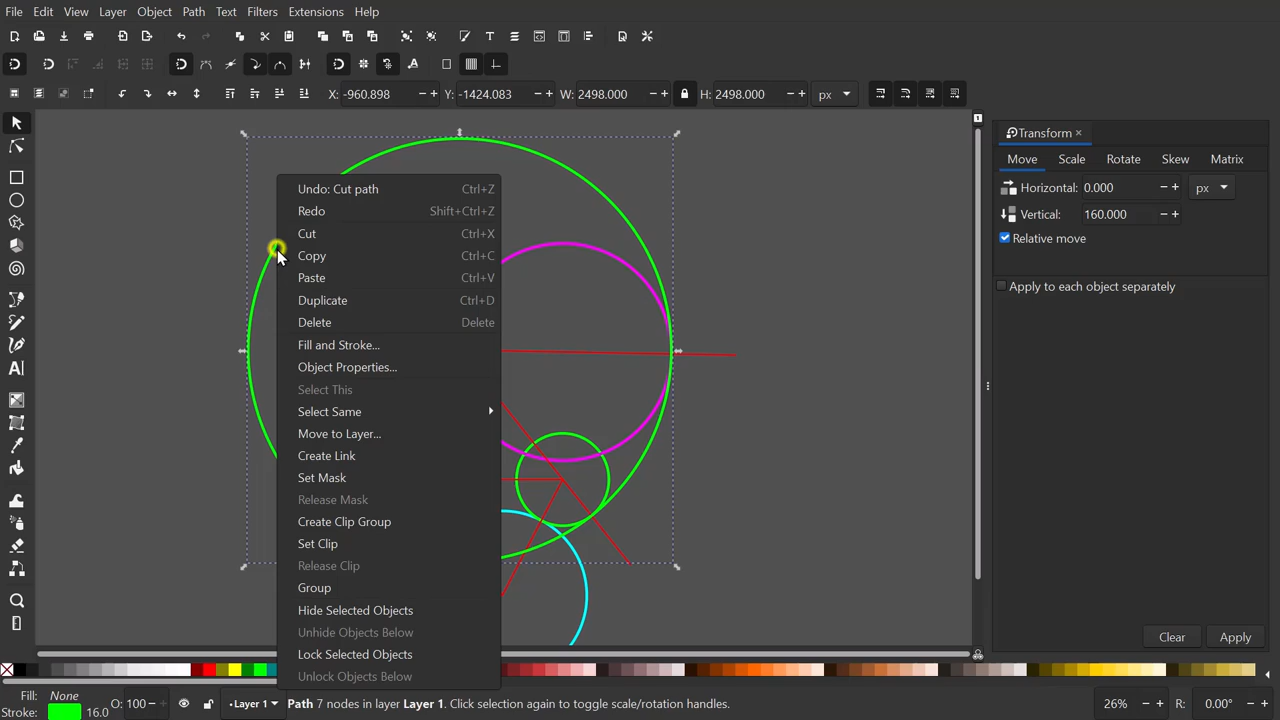 File Edit View Layer Object Path Text Filters Extensions Help
X: -960.898 Y: -1424.083 W: 2498.000 H: 2498.000 px
1
Transform
Move Scale Rotate Skew Matrix
Horizontal: 0.000 px
Vertical: 160.000
Relative move
Apply to each object separately
Undo: Cut path Ctrl+Z
Redo Shift+Ctrl+Z
Cut Ctrl+X
Copy Ctrl+C
Paste Ctrl+V
Duplicate Ctrl+D
Delete Delete
Fill and Stroke...
Object Properties...
Select This
Select Same
Move to Layer...
Create Link
Set Mask
Release Mask
Create Clip Group
Set Clip
Release Clip
Group
Hide Selected Objects
Unhide Objects Below
Lock Selected Objects
Unlock Objects Below
Clear Apply
Fill: None
Stroke: 16.0
O: 100
Layer 1
Path 7 nodes in layer Layer 1. Click selection again to toggle scale/rotation handles.
26%
R: 0.00°